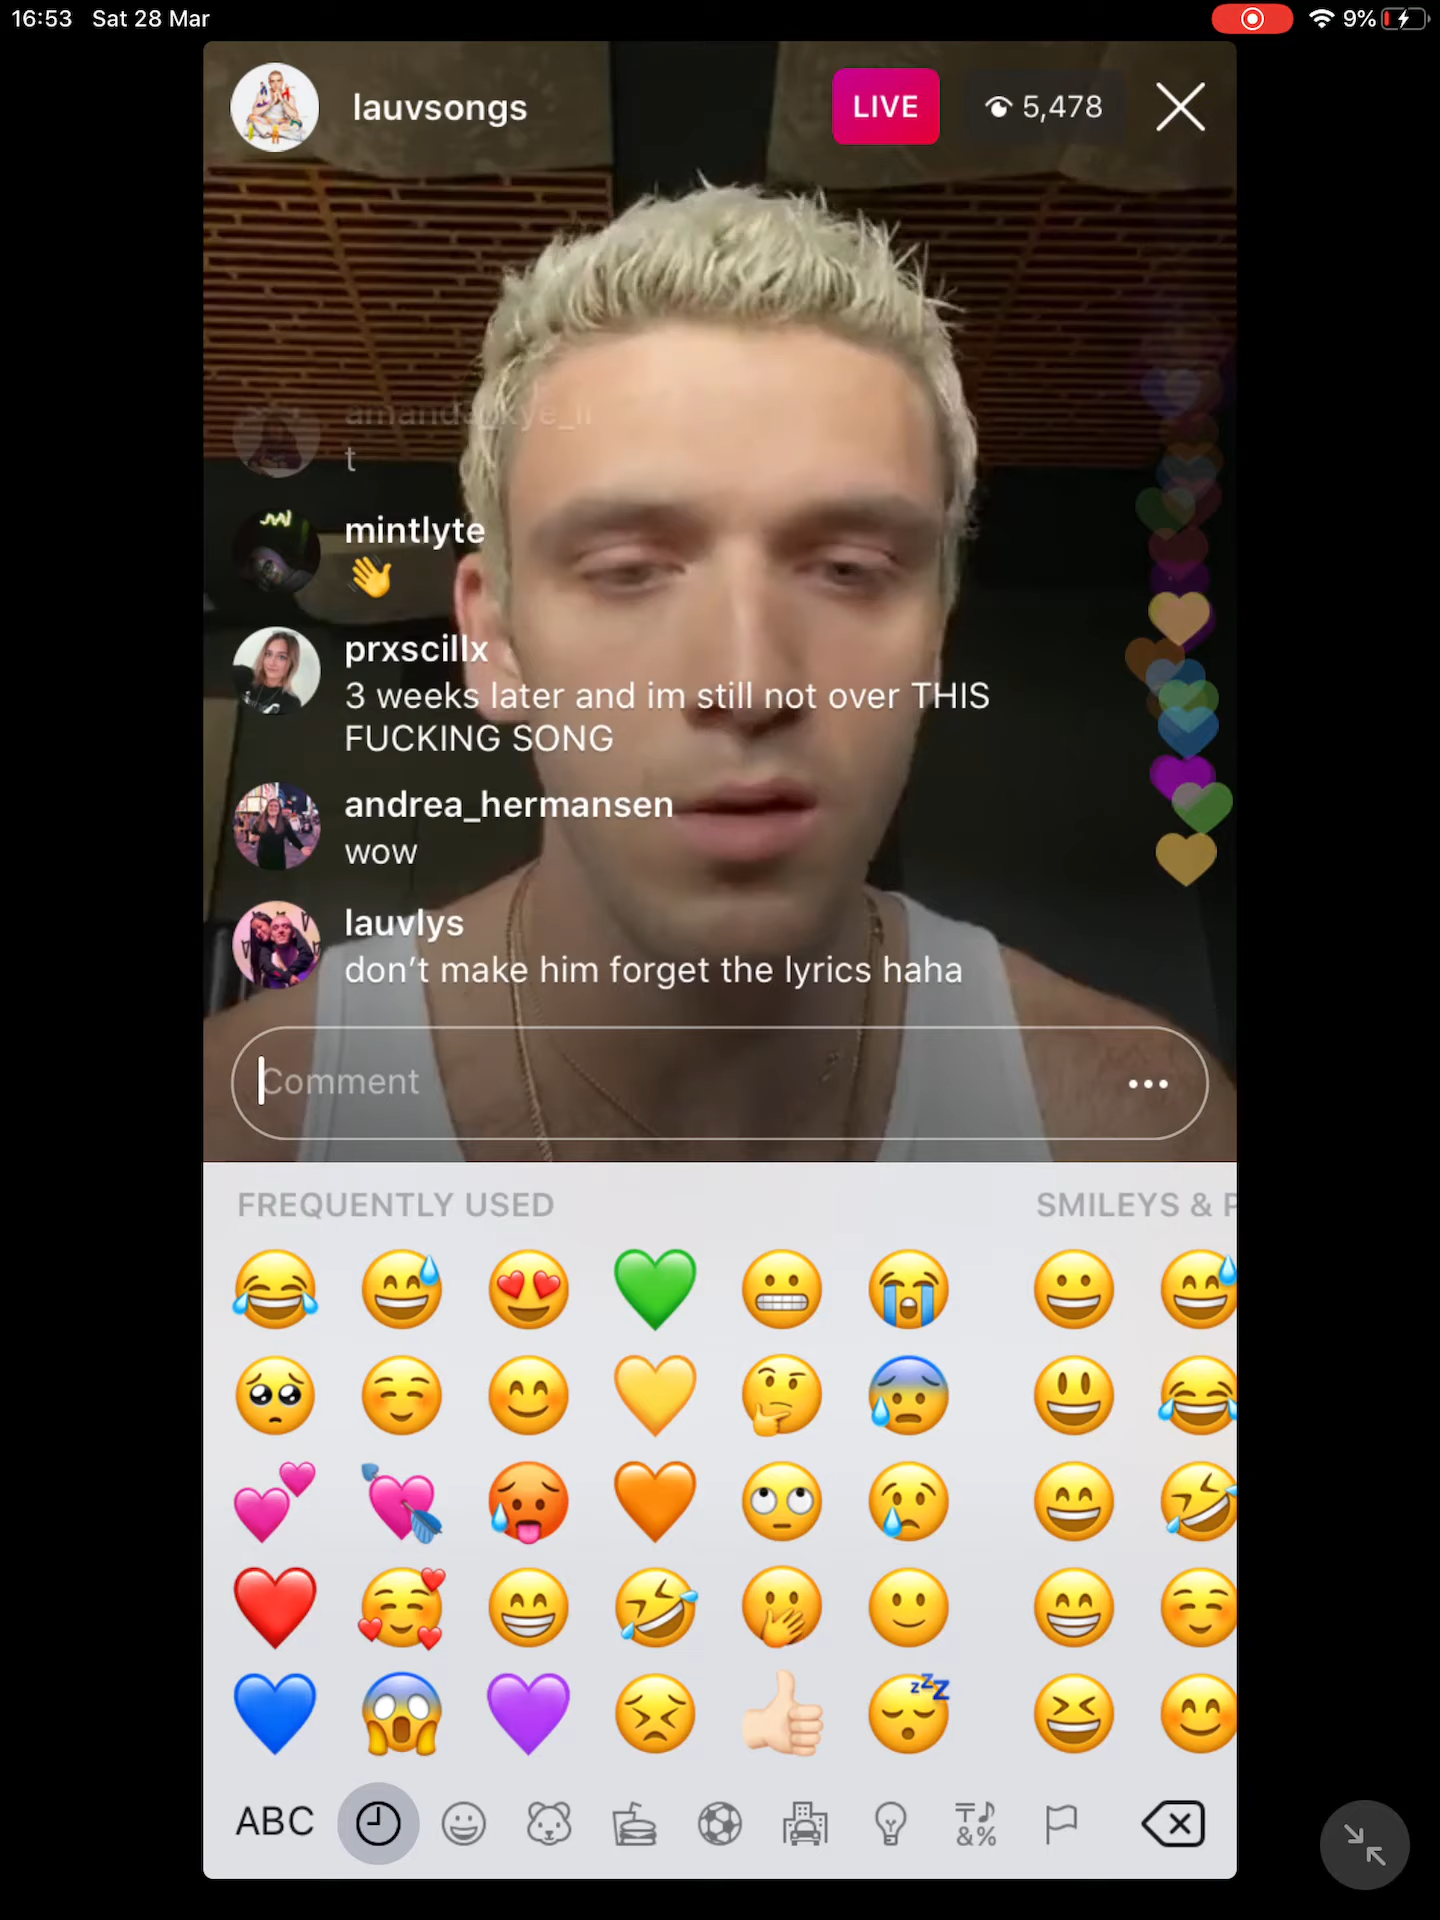 16:53 Sat 28 Mar 9%
lauvsongs LIVE 5,478
t
mintlyte
👋
prxscillx
3 weeks later and im still not over THIS
FUCKING SONG
andrea_hermansen
wow
lauvlys
don't make him forget the lyrics haha
Comment
FREQUENTLY USED SMILEYS &
ABC